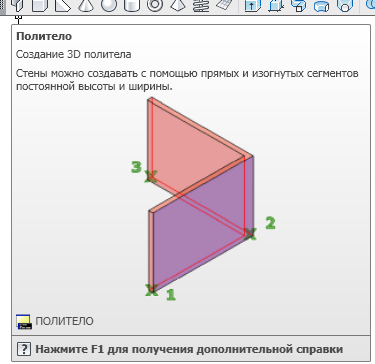 Политело
Создание 3D политела
Стены можно создавать с помощью прямых и изогнутых сегментов
постоянной высоты и ширины.
3
2
1
ПОЛИТЕЛО
? Нажмите F1 для получения дополнительной справки